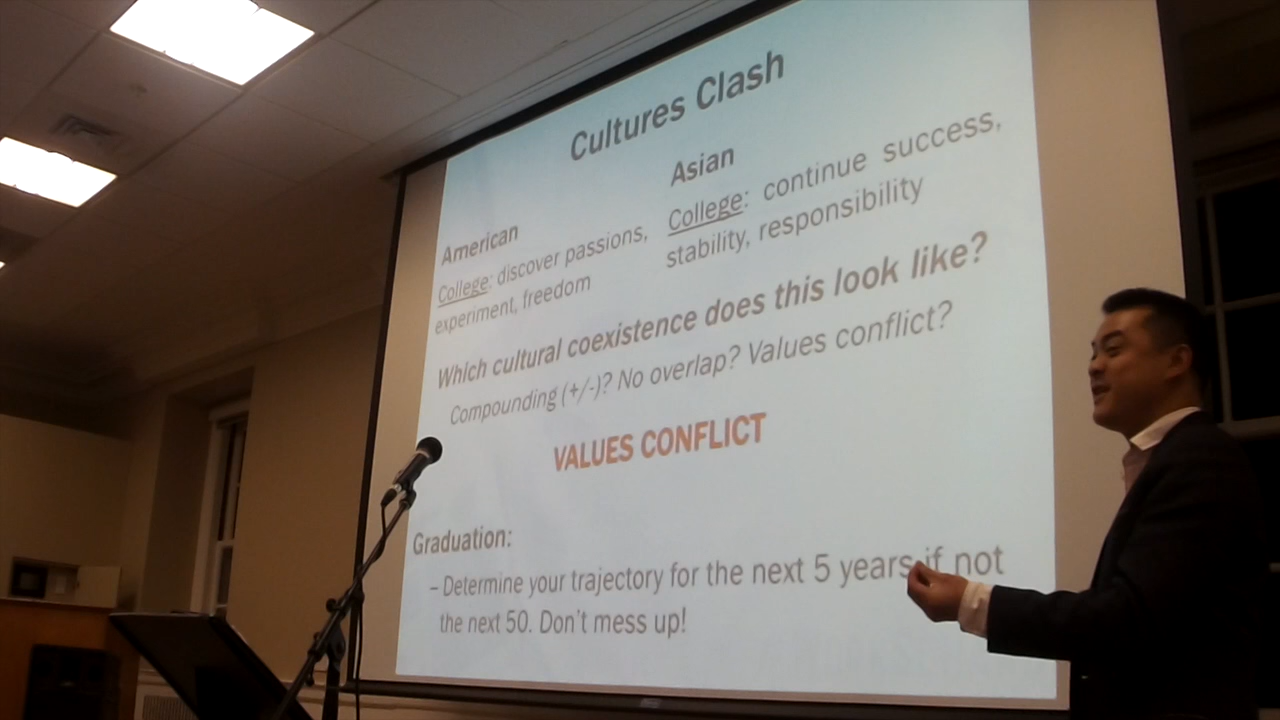 Cultures Clash
American
College: discover passions,
experiment, freedom
Asian
College: continue success,
stability, responsibility
Which cultural coexistence does this look like?
Compounding (+/-)? No overlap? Values conflict?
VALUES CONFLICT
Graduation:
– Determine your trajectory for the next 5 years if not
the next 50. Don't mess up!